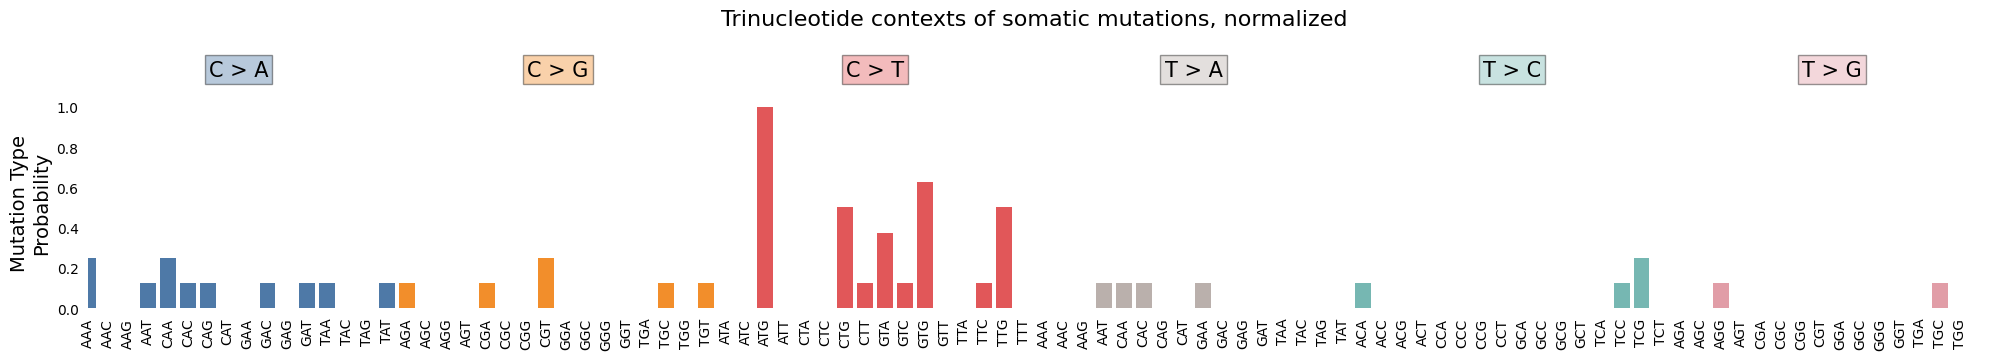 Trinucleotide contexts of somatic mutations, normalized
C > A C > G C > T T > A T > C T > G
Mutation Type
Probability
1.0
0.8
0.6
0.4
0.2
0.0
AAA AAC AAG AAT CAA CAC CAG CAT GAA GAC GAG GAT TAA TAC TAG TAT AGA AGC AGG AGT CGA CGC CGG CGT GGA GGC GGG GGT TGA TGC TGG TGT ATA ATC ATG ATT CTA CTC CTG CTT GTA GTC GTG GTT TTA TTC TTG TTT AAA AAC AAG AAT CAA CAC CAG CAT GAA GAC GAG GAT TAA TAC TAG TAT ACA ACC ACG ACT CCA CCC CCG CCT GCA GCC GCG GCT TCA TCC TCG TCT AGA AGC AGG AGT CGA CGC CGG CGT GGA GGC GGG GGT TGA TGC TGG